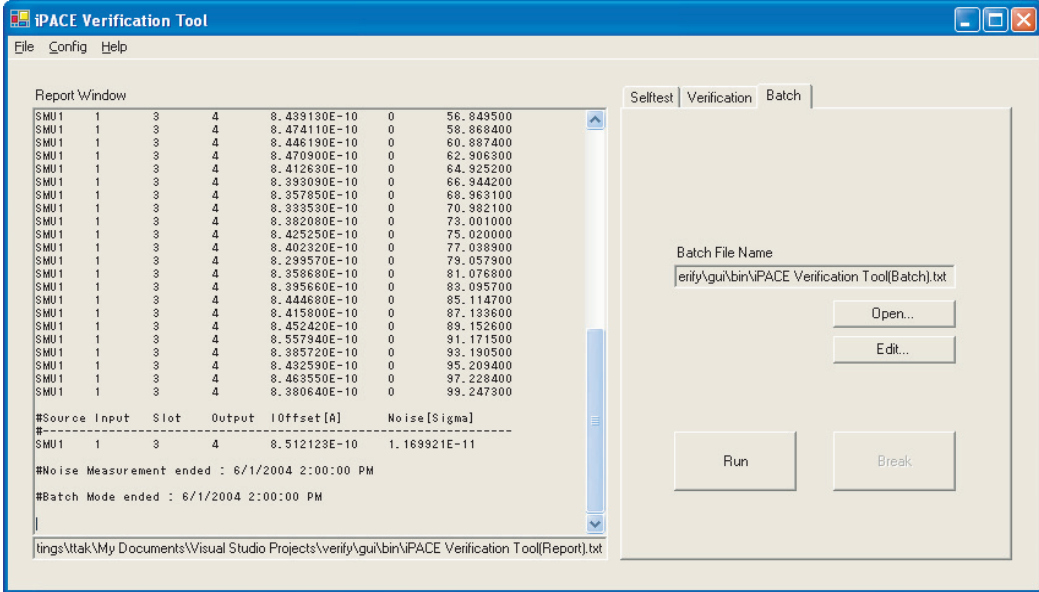 iPACE Verification Tool
File Config Help
Report Window
SMU1 1 3 4 8.439130E-10 0 56.849500
SMU1 1 3 4 8.474110E-10 0 58.868400
SMU1 1 3 4 8.446190E-10 0 60.887400
SMU1 1 3 4 8.470900E-10 0 62.906300
SMU1 1 3 4 8.412630E-10 0 64.925200
SMU1 1 3 4 8.393090E-10 0 66.944200
SMU1 1 3 4 8.357850E-10 0 68.963100
SMU1 1 3 4 8.333530E-10 0 70.982100
SMU1 1 3 4 8.382080E-10 0 73.001000
SMU1 1 3 4 8.425250E-10 0 75.020000
SMU1 1 3 4 8.402320E-10 0 77.038900
SMU1 1 3 4 8.299570E-10 0 79.057900
SMU1 1 3 4 8.358680E-10 0 81.076800
SMU1 1 3 4 8.395660E-10 0 83.095700
SMU1 1 3 4 8.444680E-10 0 85.114700
SMU1 1 3 4 8.415800E-10 0 87.133600
SMU1 1 3 4 8.452420E-10 0 89.152600
SMU1 1 3 4 8.557940E-10 0 91.171500
SMU1 1 3 4 8.385720E-10 0 93.190500
SMU1 1 3 4 8.432590E-10 0 95.209400
SMU1 1 3 4 8.463550E-10 0 97.228400
SMU1 1 3 4 8.380640E-10 0 99.247300
#Source Input Slot Output IOffset[A] Noise[Sigma]
#----------------------------------------------------------------------
SMU1 1 3 4 8.512123E-10 1.169921E-11
#Noise Measurement ended : 6/1/2004 2:00:00 PM
#Batch Mode ended : 6/1/2004 2:00:00 PM
tings\ttak\My Documents\Visual Studio Projects\verify\gui\bin\iPACE Verification Tool(Report).txt
Selftest Verification Batch
Batch File Name
erify\gui\bin\iPACE Verification Tool(Batch).txt
Open...
Edit...
Run Break